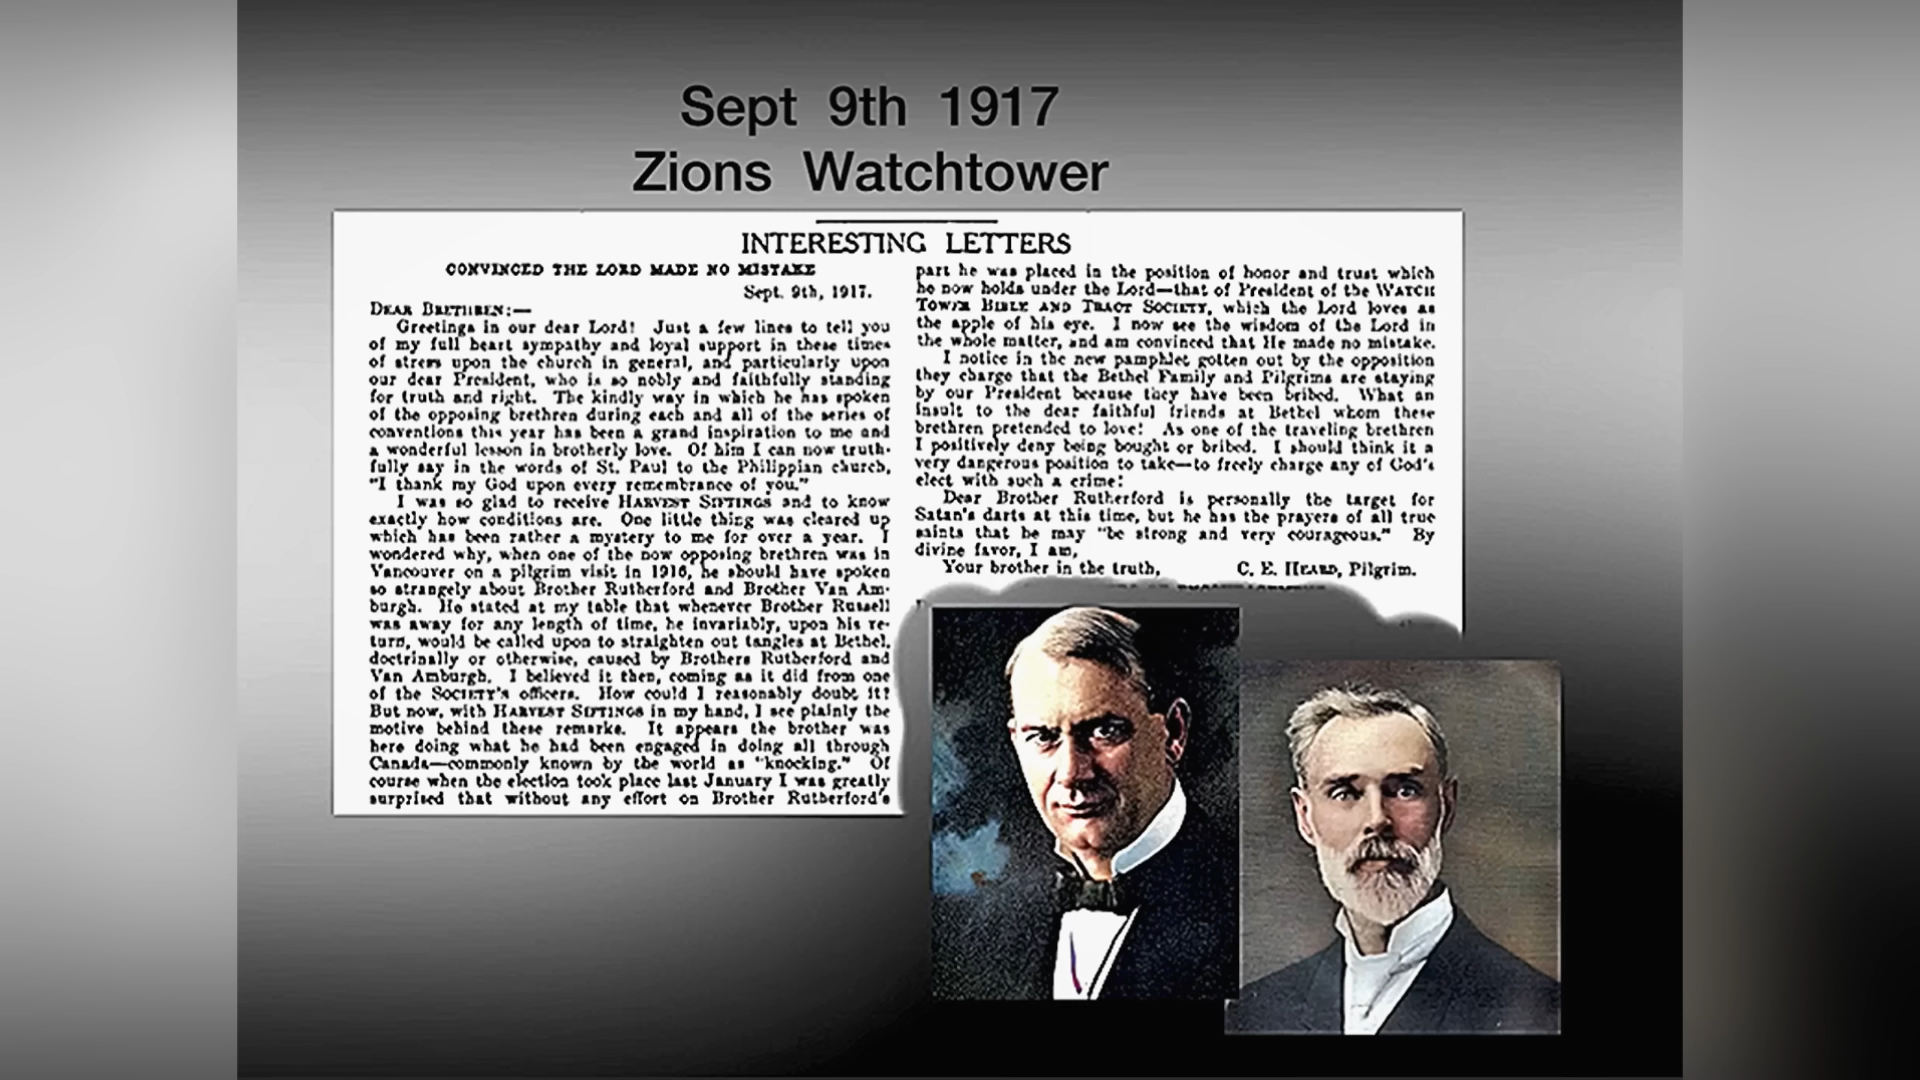 Sept 9th 1917
Zions Watchtower
INTERESTING LETTERS
CONVINCED THE LORD MADE NO MISTAKE
Sept. 9th, 1917.
DEAR BRETHREN:—
Greetings in our dear Lord! Just a few lines to tell you
of my full heart sympathy and loyal support in these times
of stress upon the church in general, and particularly upon
our dear President, who is so nobly and faithfully standing
for truth and right. The kindly way in which he has spoken
of the opposing brethren during each and all of the series of
conventions this year has been a grand inspiration to me and
a wonderful lesson in brotherly love. Of him I can now truth-
fully say in the words of St. Paul to the Philippian church,
"I thank my God upon every remembrance of you."
I was so glad to receive HARVEST SIFTINGS and to know
exactly how conditions are. One little thing was cleared up
which has been rather a mystery to me for over a year. I
wondered why, when one of the now opposing brethren was in
Vancouver on a pilgrim visit in 1916, he should have spoken
so strangely about Brother Rutherford and Brother Van Am-
burgh. He stated at my table that whenever Brother Russell
was away for any length of time, he invariably, upon his re-
turn, would be called upon to straighten out tangles at Bethel,
doctrinally or otherwise, caused by Brothers Rutherford and
Van Amburgh. I believed it then, coming as it did from one
of the SOCIETY'S officers. How could I reasonably doubt it?
But now, with HARVEST SIFTINGS in my hand, I see plainly the
motive behind these remarks. It appears the brother was
here doing what he had been engaged in doing all through
Canada—commonly known by the world as "knocking." Of
course when the election took place last January I was greatly
surprised that without any effort on Brother Rutherford's
part he was placed in the position of honor and trust which
he now holds under the Lord—that of President of the WATCH
TOWER BIBLE AND TRACT SOCIETY, which the Lord loves as
the apple of his eye. I now see the wisdom of the Lord in
the whole matter, and am convinced that He made no mistake.
I notice in the new pamphlet gotten out by the opposition
they charge that the Bethel Family and Pilgrims are staying
by our President because they have been bribed. What an
insult to the dear faithful friends at Bethel whom these
brethren pretended to love! As one of the traveling brethren
I positively deny being bought or bribed. I should think it a
very dangerous position to take—to freely charge any of God's
elect with such a crime!
Dear Brother Rutherford is personally the target for
Satan's darts at this time, but he has the prayers of all true
saints that he may "be strong and very courageous." By
divine favor, I am,
Your brother in the truth, C. E. HEARD, Pilgrim.